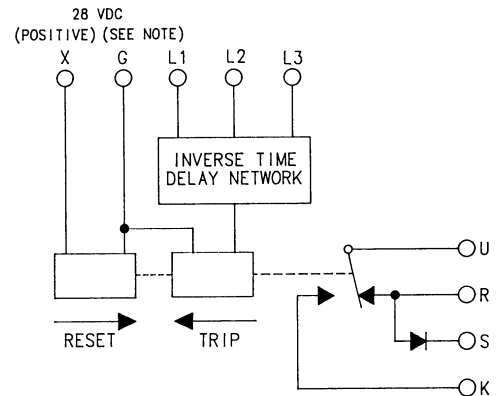 28 VDC
(POSITIVE) (SEE NOTE)
X G L1 L2 L3
INVERSE TIME
DELAY NETWORK
U
R
S
K
RESET TRIP